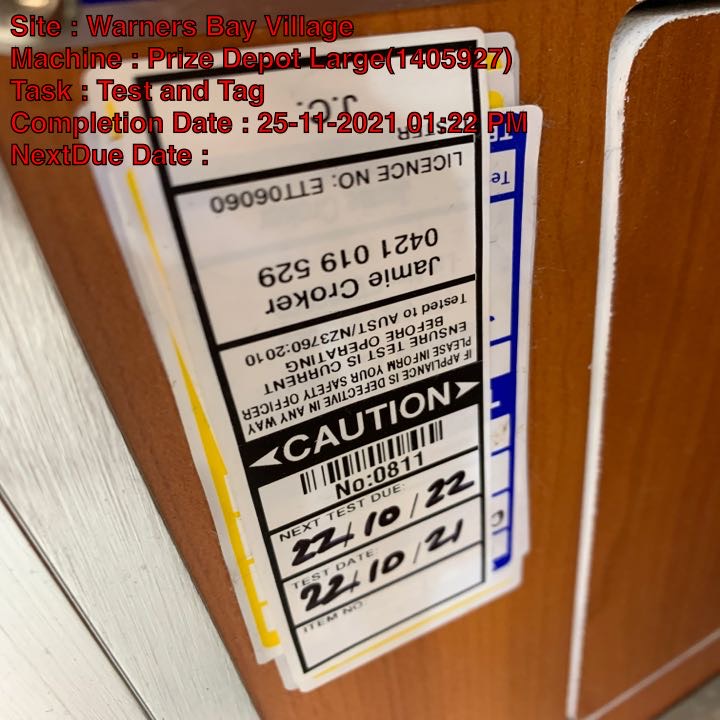 Site : Warners Bay Village
Machine : Prize Depot Large(1405927)
Task : Test and Tag
Completion Date : 25-11-2021 01:22 PM
NextDue Date :
J.C.
LICENCE NO: ETT06060
Jamie Croker
0421 019 529
Tested to AUST/NZ3760:2010
IF APPLIANCE IS DEFECTIVE IN ANY WAY
PLEASE INFORM YOUR SAFETY OFFICER
ENSURE TEST IS CURRENT
BEFORE OPERATING
CAUTION
No:0811
NEXT TEST DUE:
22/10/22
TEST DATE
22/10/21
ITEM NO.